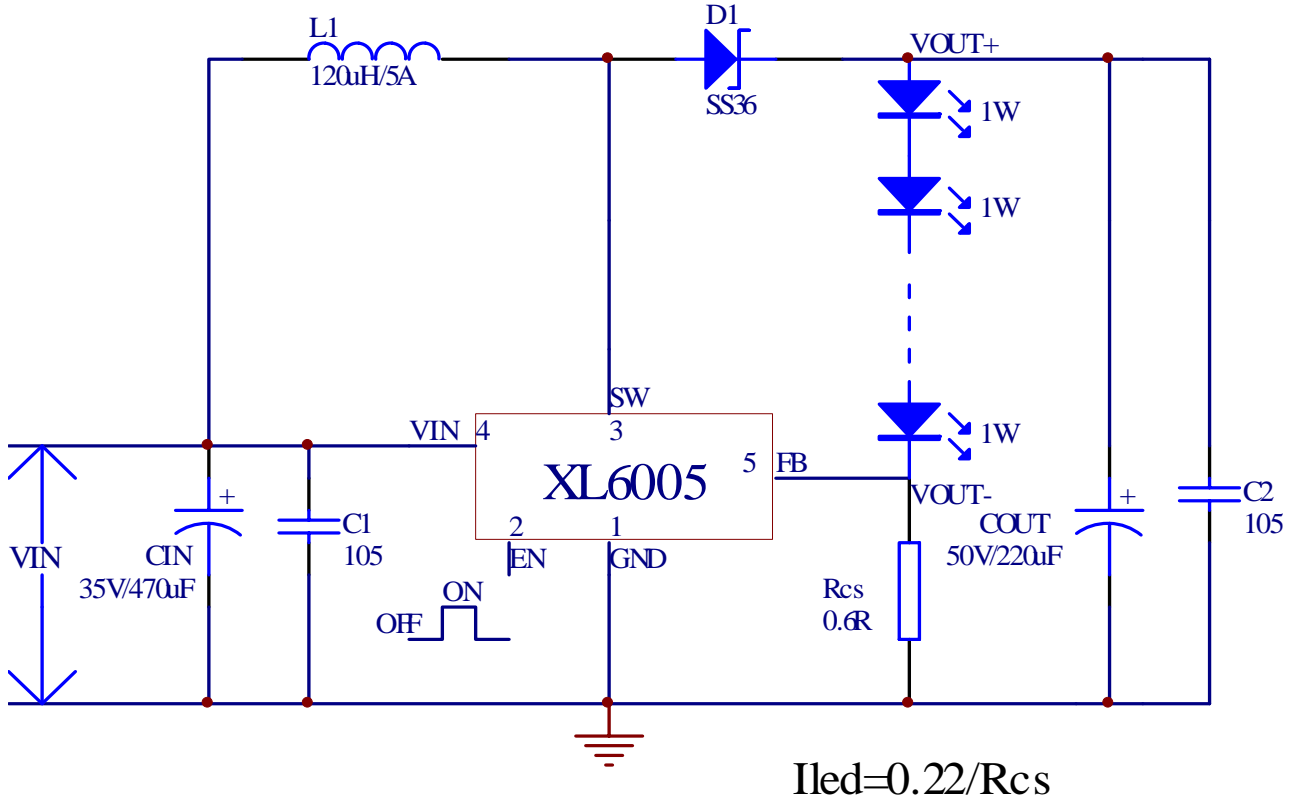 L1
120uH/5A
D1
SS36
VOUT+
1W
1W
SW
VIN 4
3
1W
5 FB
XL6005
VOUT-
2
1
EN
GND
VIN
CIN
35V/470uF
C1
105
COUT
50V/220uF
C2
105
ON
OFF
Rcs
0.6R
Iled=0.22/Rcs
+
+